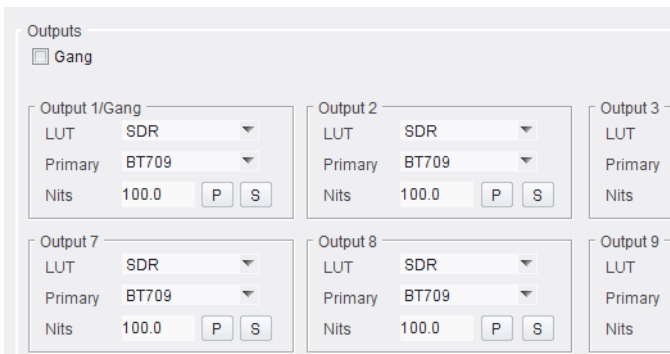 Outputs
Gang
Output 1/Gang
LUT SDR
Primary BT709
Nits 100.0 P S
Output 2
LUT SDR
Primary BT709
Nits 100.0 P S
Output 3
LUT
Primary
Nits
Output 7
LUT SDR
Primary BT709
Nits 100.0 P S
Output 8
LUT SDR
Primary BT709
Nits 100.0 P S
Output 9
LUT
Primary
Nits